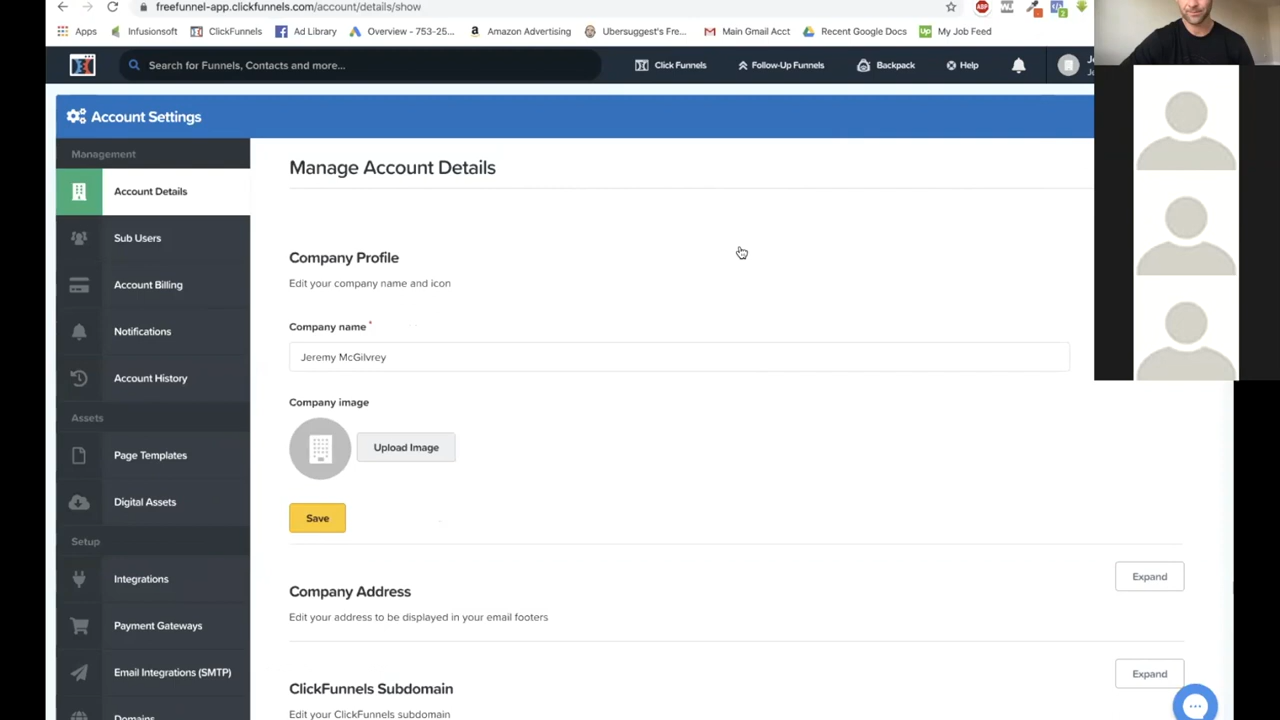 freefunnel-app.clickfunnels.com/account/details/show
ABP
Apps
Infusionsoft
ClickFunnels
Ad Library
Overview - 753-25...
Amazon Advertising
Ubersuggest's Fre...
Main Gmail Acct
Recent Google Docs
My Job Feed
Search for Funnels, Contacts and more...
Click Funnels
Follow-Up Funnels
Backpack
Help
Account Settings
Management
Account Details
Sub Users
Account Billing
Notifications
Account History
Assets
Page Templates
Digital Assets
Setup
Integrations
Payment Gateways
Email Integrations (SMTP)
Domains
Manage Account Details
Company Profile
Edit your company name and icon
Company name *
Jeremy McGilvrey
Company image
Upload Image
Save
Company Address
Edit your address to be displayed in your email footers
Expand
ClickFunnels Subdomain
Edit your ClickFunnels subdomain
Expand